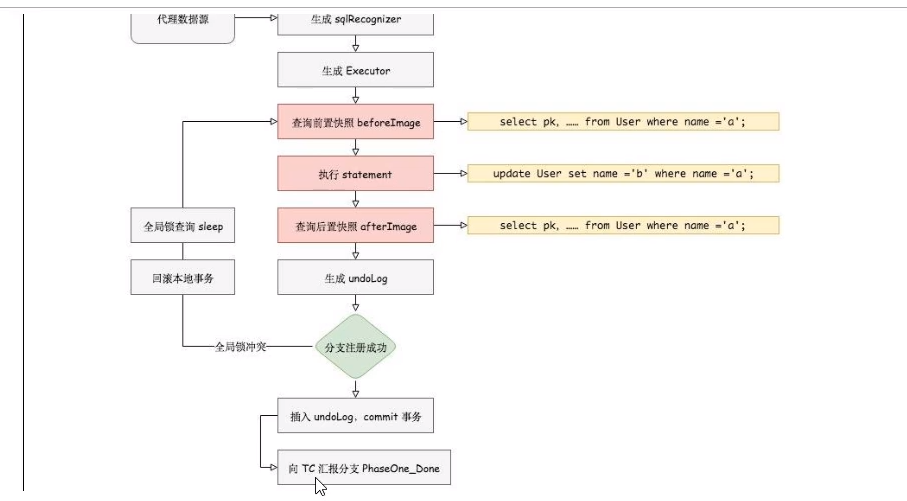 代理数据源
生成 sqlRecognizer
生成 Executor
查询前置快照 beforeImage
select pk, …… from User where name ='a';
执行 statement
update User set name ='b' where name ='a';
全局锁查询 sleep
查询后置快照 afterImage
select pk, …… from User where name ='a';
回滚本地事务
生成 undoLog
全局锁冲突
分支注册成功
插入 undoLog，commit 事务
向 TC 汇报分支 PhaseOne_Done